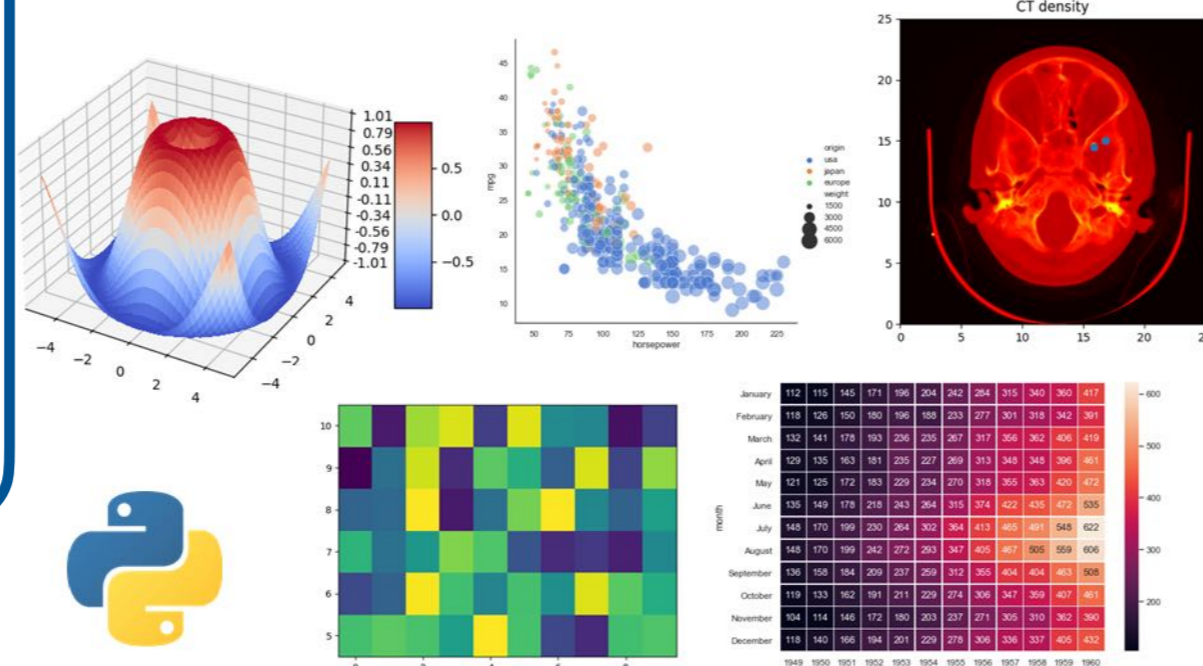 1.01
0.79
0.56
0.34
0.11
-0.11
-0.34
-0.56
-0.79
-1.01
0.5
0.0
−0.5
−4
−2
0
2
4
4
2
0
−2
−4
45
40
35
30
25
20
15
10
mpg
50 75 100 125 150 175 200 225
horsepower
origin
usa
japan
europe
weight
1500
3000
4500
6000
CT density
25
20
15
10
5
0
0 5 10 15 20
10
9
8
7
6
5
month
January 112 115 145 171 196 204 242 284 315 340 360 417
February 118 126 150 180 196 188 233 277 301 318 342 391
March 132 141 178 193 236 235 267 317 356 362 406 419
April 129 135 163 181 235 227 269 313 348 348 396 461
May 121 125 172 183 229 234 270 318 355 363 420 472
June 135 149 178 218 243 264 315 374 422 435 472 535
July 148 170 199 230 264 302 364 413 465 491 548 622
August 148 170 199 242 272 293 347 405 467 505 559 606
September 136 158 184 209 237 259 312 355 404 404 463 508
October 119 133 162 191 211 229 274 306 347 359 407 461
November 104 114 146 172 180 203 237 271 305 310 362 390
December 118 140 166 194 201 229 278 306 336 337 405 432
1949 1950 1951 1952 1953 1954 1955 1956 1957 1958 1959 1960
600
500
400
300
200